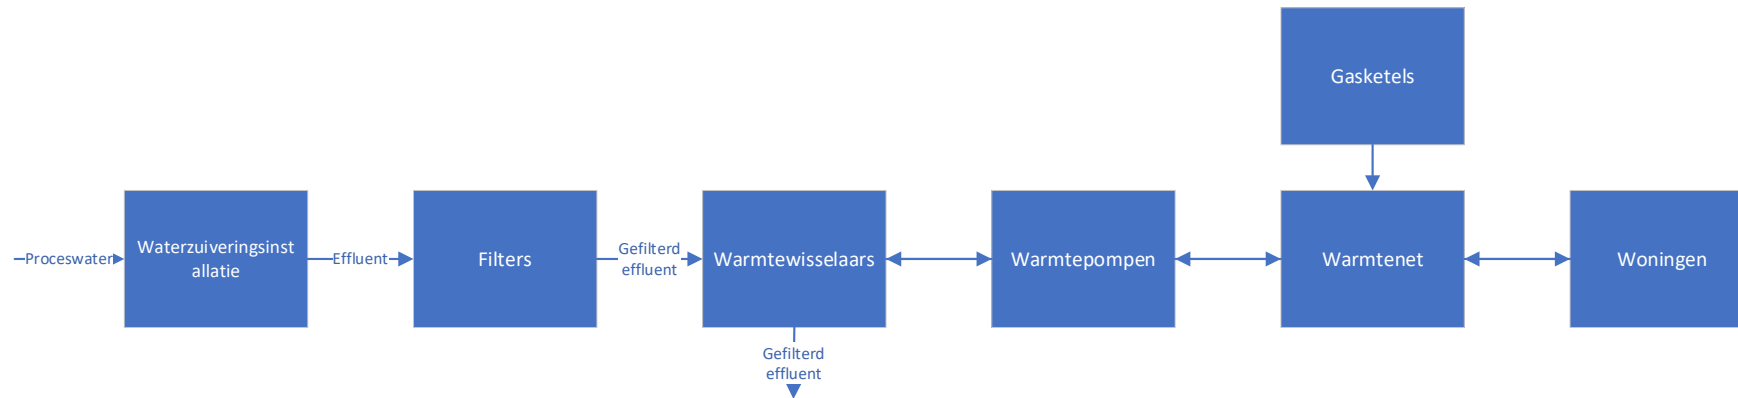 Gasketels
Proceswater
Waterzuiveringsinst
allatie
Effluent
Filters
Gefilterd
effluent
Warmtewisselaars
Warmtepompen
Warmtenet
Woningen
Gefilterd
effluent